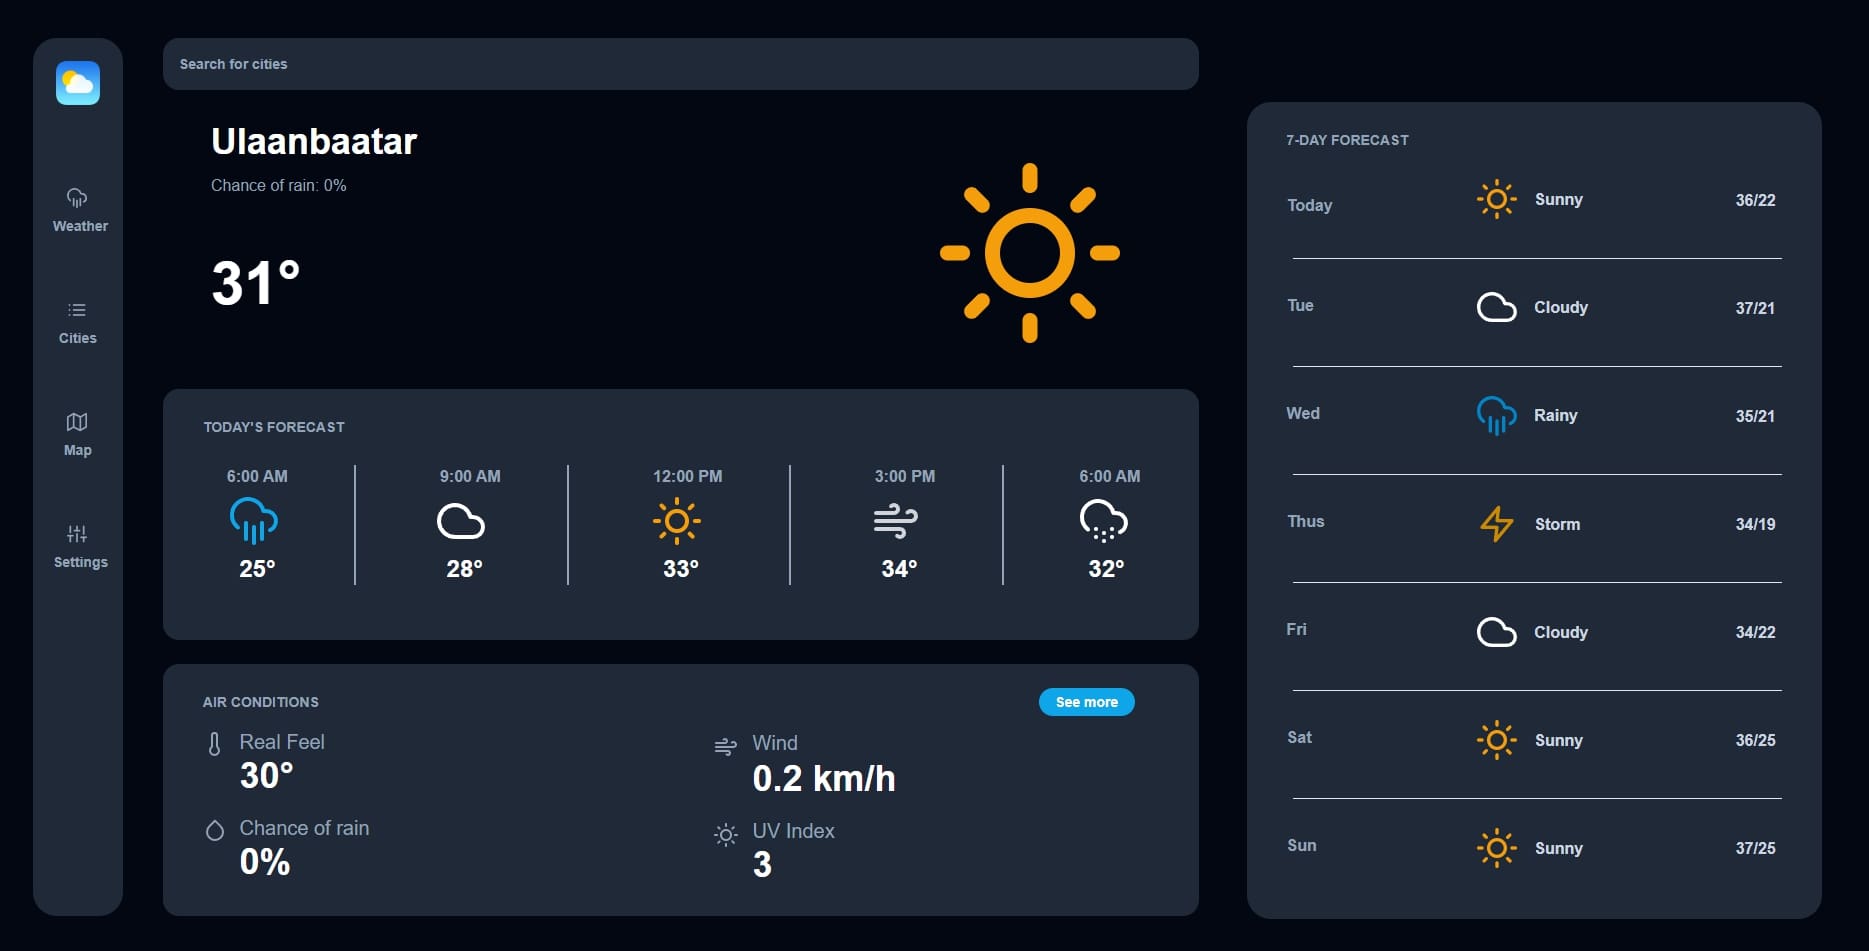 Weather
Cities
Map
Settings
Search for cities
Ulaanbaatar
Chance of rain: 0%
31°
TODAY'S FORECAST
6:00 AM 9:00 AM 12:00 PM 3:00 PM 6:00 AM
25° 28° 33° 34° 32°
AIR CONDITIONS See more
Real Feel
30°
Wind
0.2 km/h
Chance of rain
0%
UV Index
3
7-DAY FORECAST
Today Sunny 36/22
Tue Cloudy 37/21
Wed Rainy 35/21
Thus Storm 34/19
Fri Cloudy 34/22
Sat Sunny 36/25
Sun Sunny 37/25